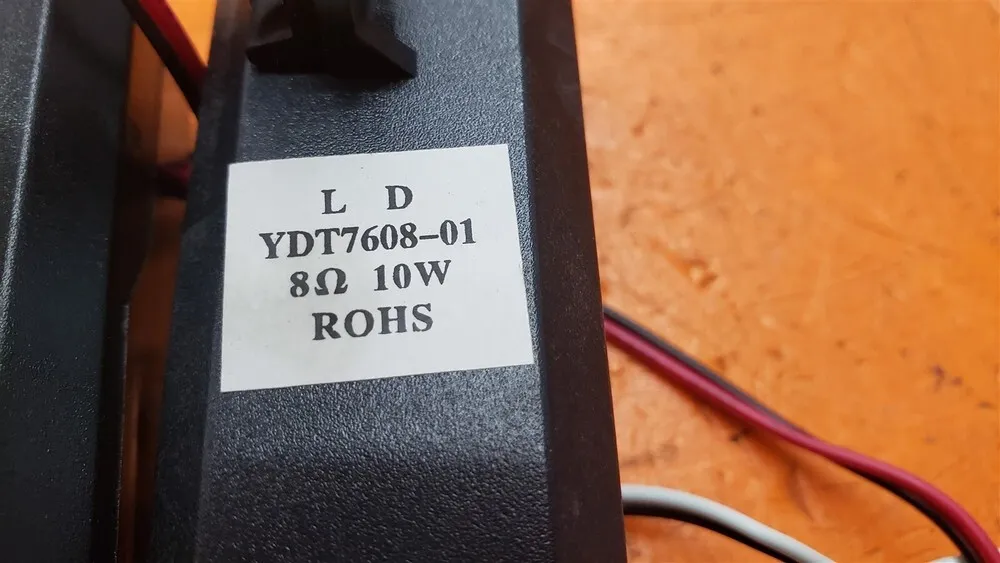 L D
YDT7608-01
8Ω 10W
ROHS